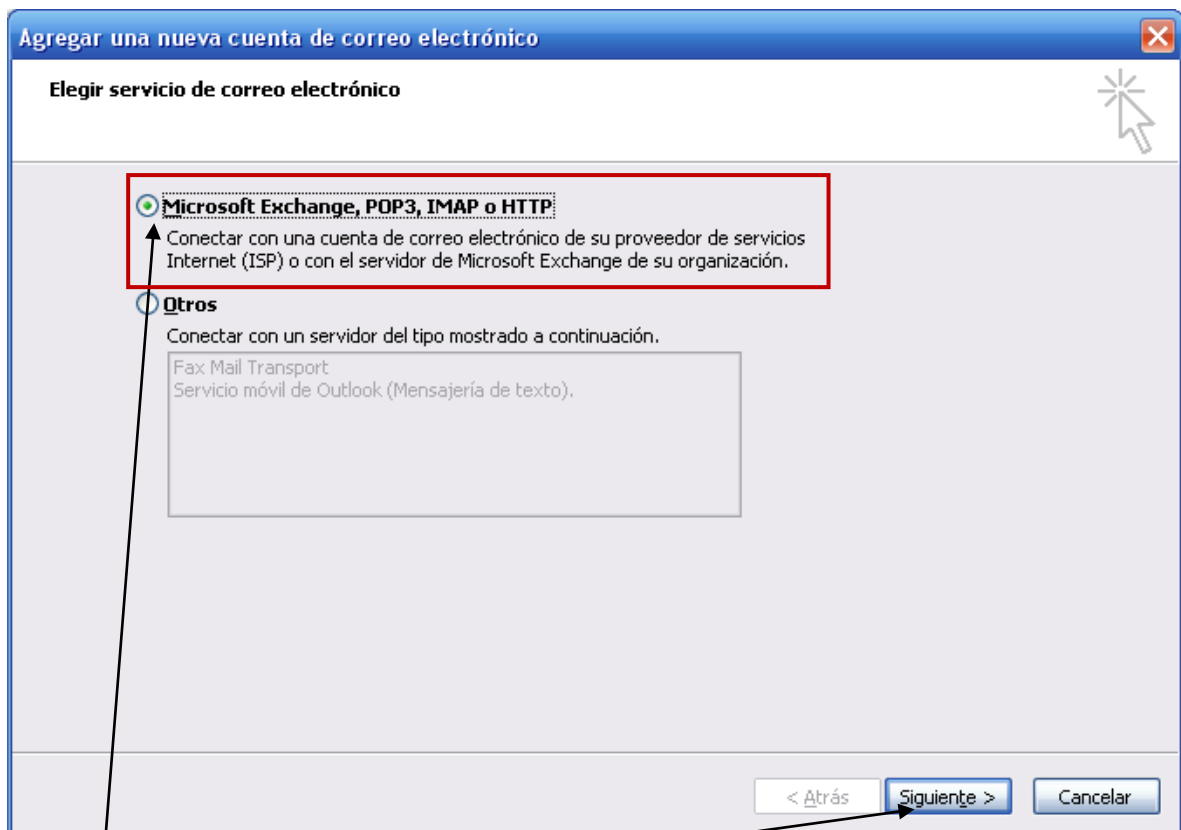 Agregar una nueva cuenta de correo electrónico
Elegir servicio de correo electrónico
Microsoft Exchange, POP3, IMAP o HTTP
Conectar con una cuenta de correo electrónico de su proveedor de servicios
Internet (ISP) o con el servidor de Microsoft Exchange de su organización.
Otros
Conectar con un servidor del tipo mostrado a continuación.
Fax Mail Transport
Servicio móvil de Outlook (Mensajería de texto).
< Atrás Siguiente > Cancelar